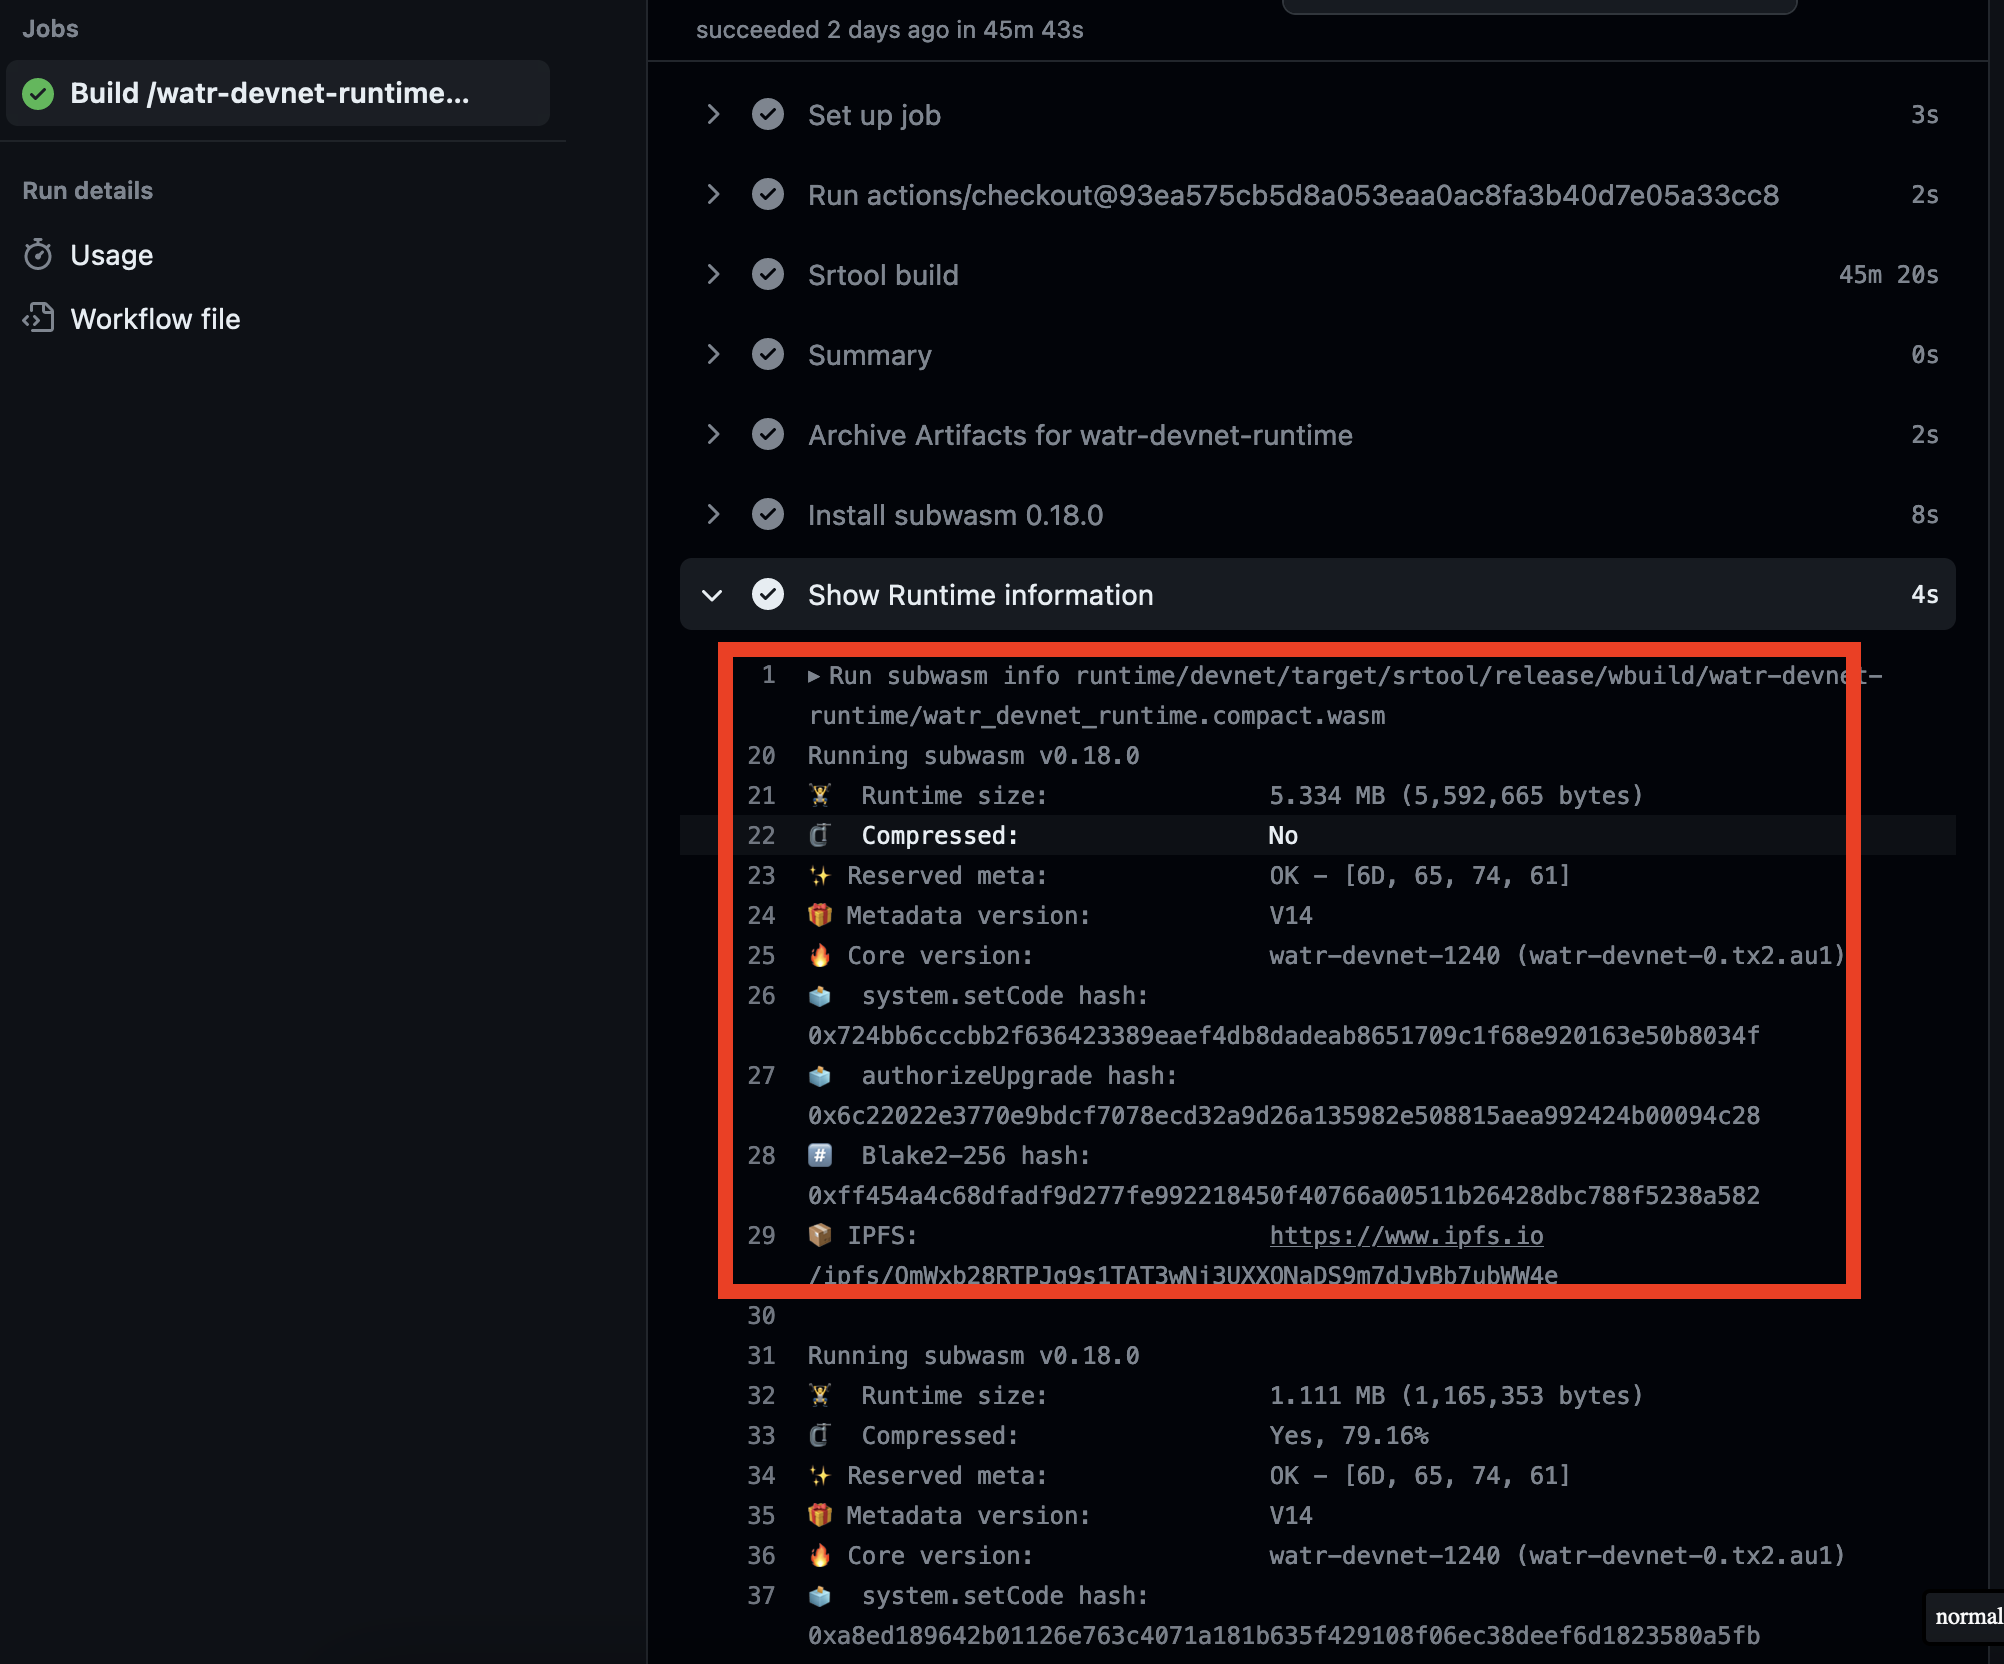 Jobs
Build /watr-devnet-runtime...
Run details
Usage
Workflow file
succeeded 2 days ago in 45m 43s
Set up job 3s
Run actions/checkout@93ea575cb5d8a053eaa0ac8fa3b40d7e05a33cc8 2s
Srtool build 45m 20s
Summary 0s
Archive Artifacts for watr-devnet-runtime 2s
Install subwasm 0.18.0 8s
Show Runtime information 4s
1 ▶ Run subwasm info runtime/devnet/target/srtool/release/wbuild/watr-devnet-
runtime/watr_devnet_runtime.compact.wasm
20 Running subwasm v0.18.0
21 🏋 Runtime size: 5.334 MB (5,592,665 bytes)
22 🗜 Compressed: No
23 ✨ Reserved meta: OK - [6D, 65, 74, 61]
24 🎁 Metadata version: V14
25 🔥 Core version: watr-devnet-1240 (watr-devnet-0.tx2.au1)
26 🗳 system.setCode hash:
0x724bb6cccbb2f636423389eaef4db8dadeab8651709c1f68e920163e50b8034f
27 🗳 authorizeUpgrade hash:
0x6c22022e3770e9bdcf7078ecd32a9d26a135982e508815aea992424b00094c28
28 #️⃣ Blake2-256 hash:
0xff454a4c68dfadf9d277fe992218450f40766a00511b26428dbc788f5238a582
29 📦 IPFS: https://www.ipfs.io
/ipfs/QmWxb28RTPJq9s1TAT3wNj3UXXQNaDS9m7dJyBb7ubWW4e
30
31 Running subwasm v0.18.0
32 🏋 Runtime size: 1.111 MB (1,165,353 bytes)
33 🗜 Compressed: Yes, 79.16%
34 ✨ Reserved meta: OK - [6D, 65, 74, 61]
35 🎁 Metadata version: V14
36 🔥 Core version: watr-devnet-1240 (watr-devnet-0.tx2.au1)
37 🗳 system.setCode hash:
0xa8ed189642b01126e763c4071a181b635f429108f06ec38deef6d1823580a5fb
normal